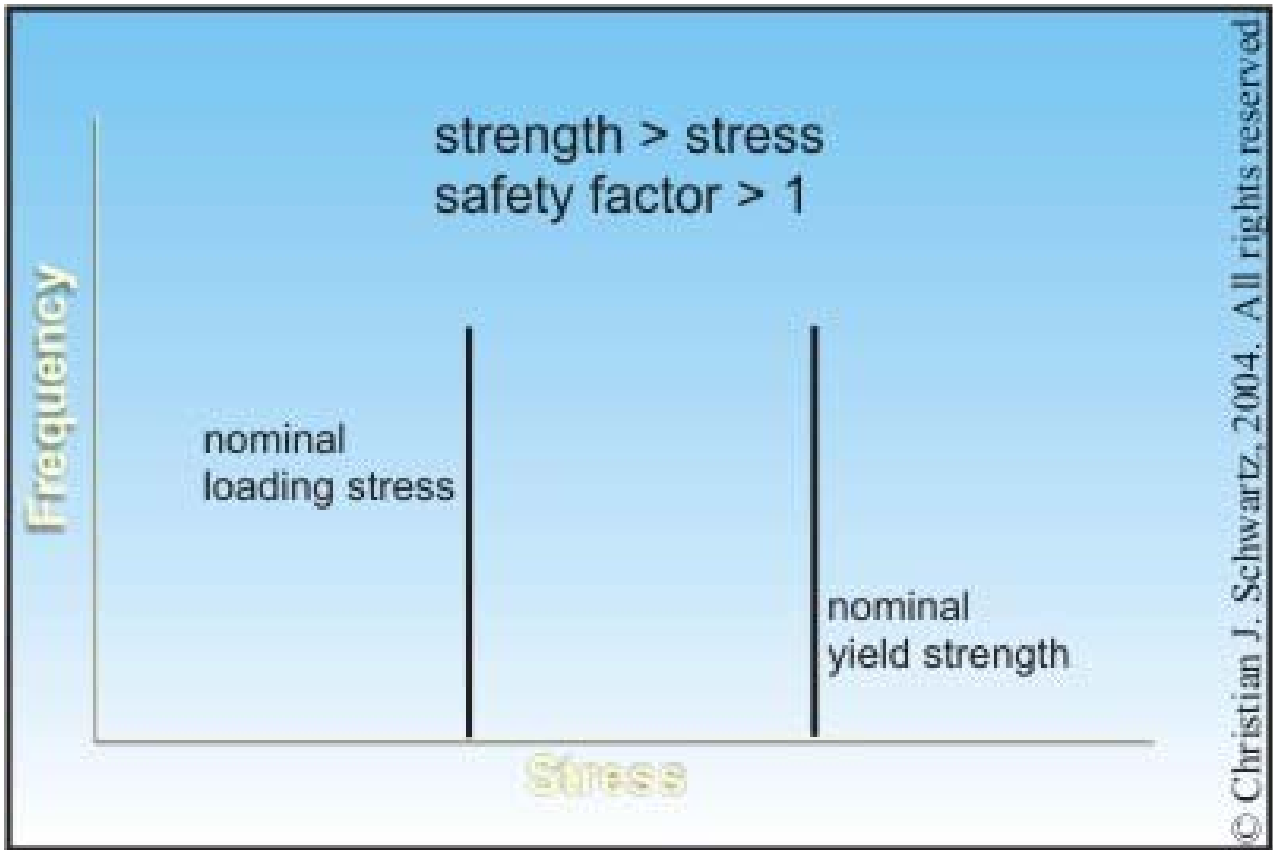 strength > stress
safety factor > 1
Frequency
nominal
loading stress
nominal
yield strength
Stress
© Christian J. Schwartz, 2004. All rights reserved